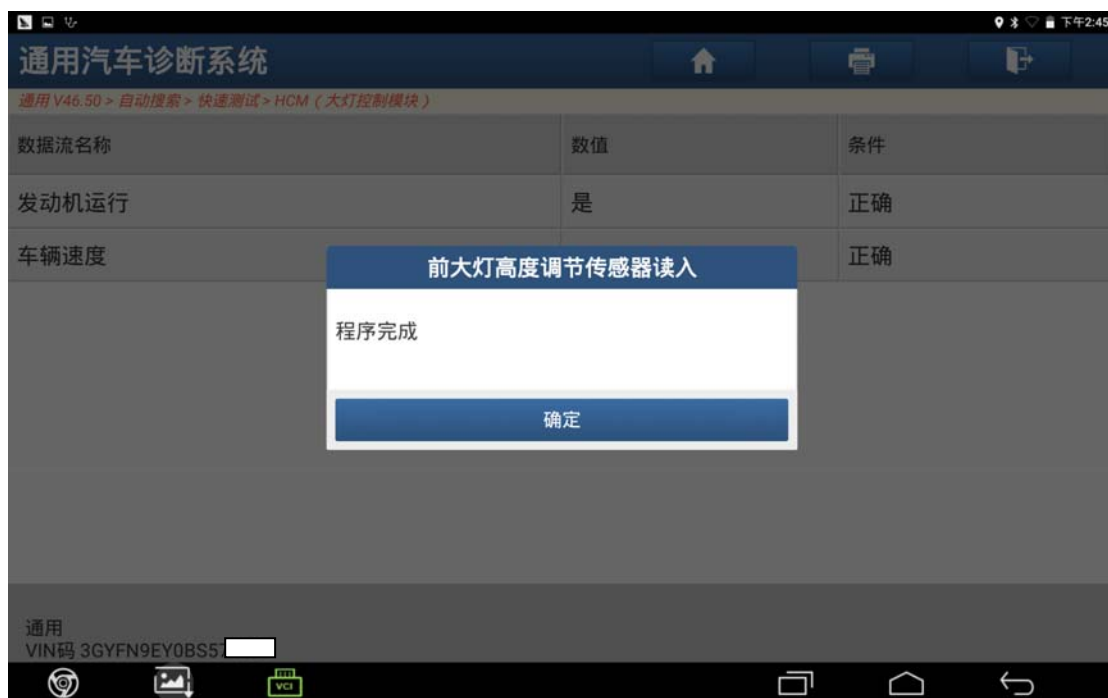 下午2:45
通用汽车诊断系统
通用 V46.50 > 自动搜索 > 快速测试 > HCM（大灯控制模块）
数据流名称 数值 条件
发动机运行 是 正确
车辆速度 正确
前大灯高度调节传感器读入
程序完成
确定
通用
VIN码 3GYFN9EY0BS57
VCI